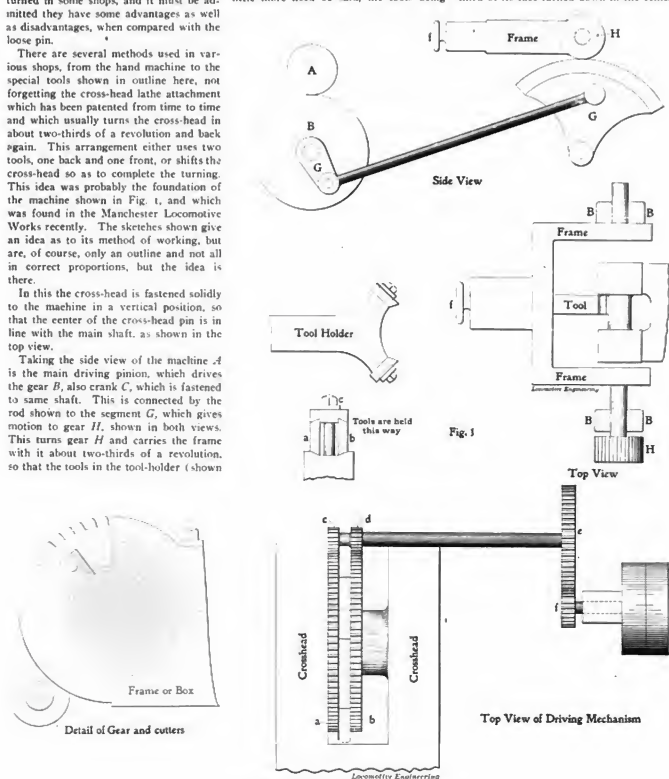 turned in some shops, and it must be ad-
mitted they have some advantages as well
as disadvantages, when compared with the
loose pin.
There are several methods used in var-
ious shops, from the hand machine to the
special tools shown in outline here, not
forgetting the cross-head lathe attachment
which has been patented from time to time
and which usually turns the cross-head in
about two-thirds of a revolution and back
again. This arrangement either uses two
tools, one back and one front, or shifts the
cross-head so as to complete the turning.
This idea was probably the foundation of
the machine shown in Fig. 1, and which
was found in the Manchester Locomotive
Works recently. The sketches shown give
an idea as to its method of working, but
are, of course, only an outline and not all
in correct proportions, but the idea is
there.
In this the cross-head is fastened solidly
to the machine in a vertical position, so
that the center of the cross-head pin is in
line with the main shaft, as shown in the
top view.
Taking the side view of the machine A
is the main driving pinion, which drives
the gear B, also crank C, which is fastened
to same shaft. This is connected by the
rod shown to the segment G, which gives
motion to gear H, shown in both views.
This turns gear H and carries the frame
with it about two-thirds of a revolution,
so that the tools in the tool-holder (shown
f
Frame
H
A
B
G
G
Side View
B
B
Frame
f
Tool
Tool Holder
Frame
Locomotive Engineering
c
Tools are held
this way
a
b
Fig. 1
B
B
H
Top View
c
d
e
f
Crosshead
Crosshead
a
b
Top View of Driving Mechanism
Locomotive Engineering
Frame or Box
Detail of Gear and cutters